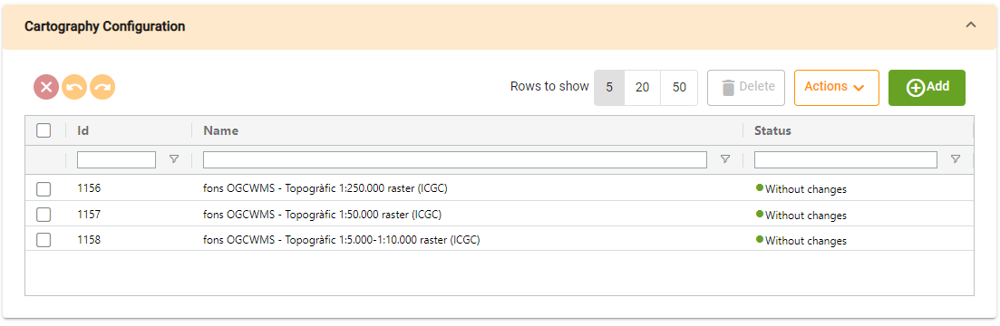 Cartography Configuration
Rows to show 5 20 50 Delete Actions Add
Id Name Status
1156 fons OGCWMS - Topogràfic 1:250.000 raster (ICGC) Without changes
1157 fons OGCWMS - Topogràfic 1:50.000 raster (ICGC) Without changes
1158 fons OGCWMS - Topogràfic 1:5.000-1:10.000 raster (ICGC) Without changes